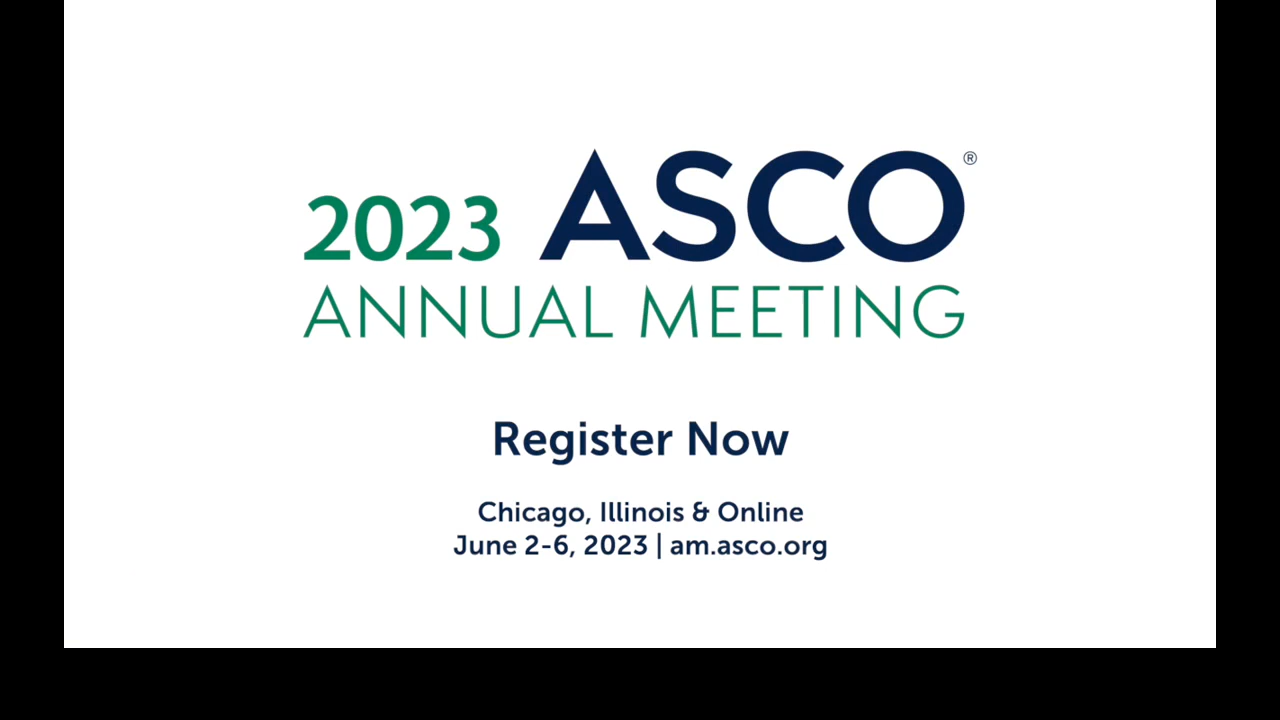 2023 ASCO®
ANNUAL MEETING
Register Now
Chicago, Illinois & Online
June 2-6, 2023 | am.asco.org